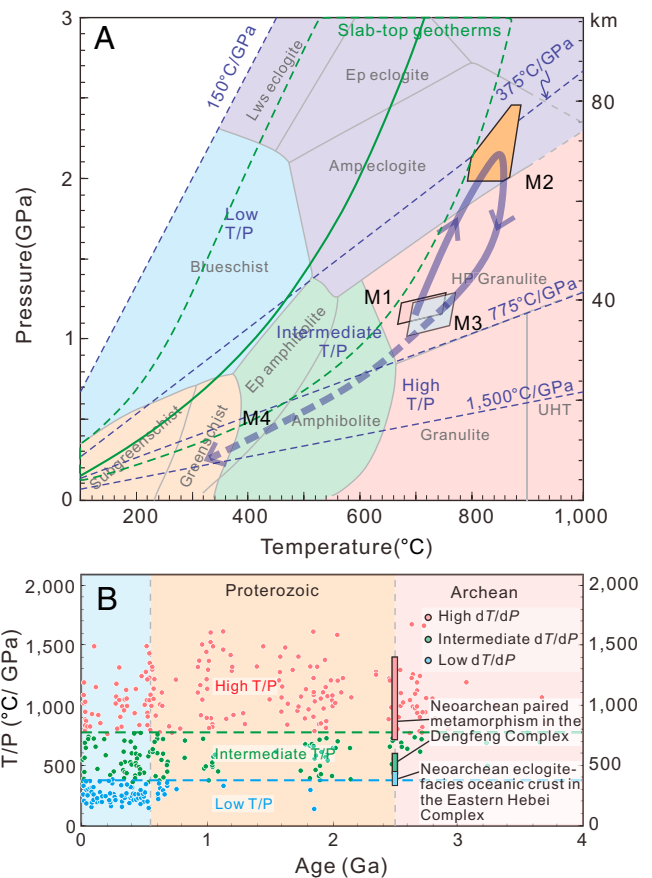 A
Slab-top geotherms
km
3
150°C/GPa
Lws eclogite
Ep eclogite
375°C/GPa
80
Amp eclogite
2
M2
Low
T/P
Blueschist
Pressure(GPa)
HP Granulite
M1
40
M3
775°C/GPa
1
Intermediate
T/P
Ep amphibolite
High
T/P
1,500°C/GPa
M4
Subgreenschist
Greenschist
Amphibolite
Granulite
UHT
0
200
400
600
800
1,000
Temperature(°C)
B
Proterozoic
Archean
2,000
2,000
High dT/dP
Intermediate dT/dP
Low dT/dP
1,500
1,500
T/P (°C/ GPa)
High T/P
Neoarchean paired
metamorphism in the
Dengfeng Complex
1,000
1,000
Intermediate T/P
500
500
Neoarchean eclogite-
facies oceanic crust in
the Eastern Hebei
Complex
Low T/P
0
0
0
1
2
3
4
Age (Ga)